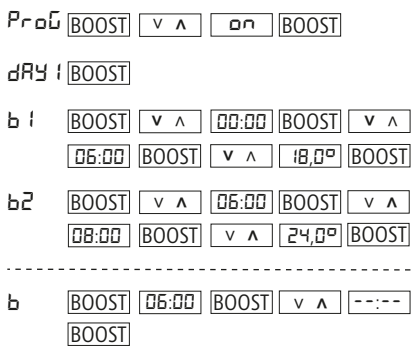 ProG BOOST ∨ ∧ on BOOST
dAY 1 BOOST
b1 BOOST ∨ ∧ 00:00 BOOST ∨ ∧
06:00 BOOST ∨ ∧ 18,0° BOOST
b2 BOOST ∨ ∧ 06:00 BOOST ∨ ∧
08:00 BOOST ∨ ∧ 24,0° BOOST
b BOOST 06:00 BOOST ∨ ∧ --:--
BOOST